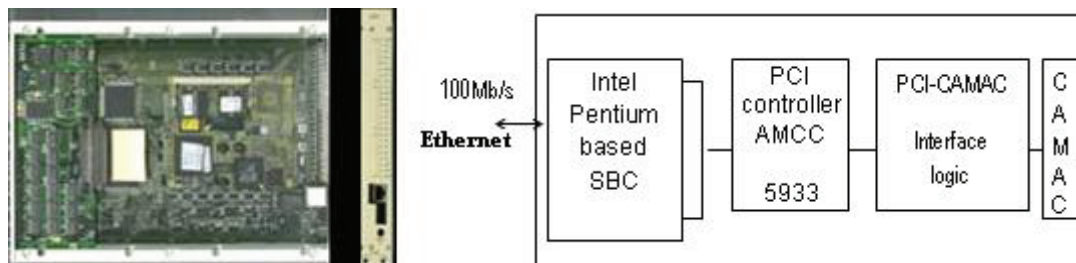 100Mb/s
Ethernet
Intel
Pentium
based
SBC
PCI
controller
AMCC
5933
PCI-CAMAC
Interface
logic
C
A
M
A
C